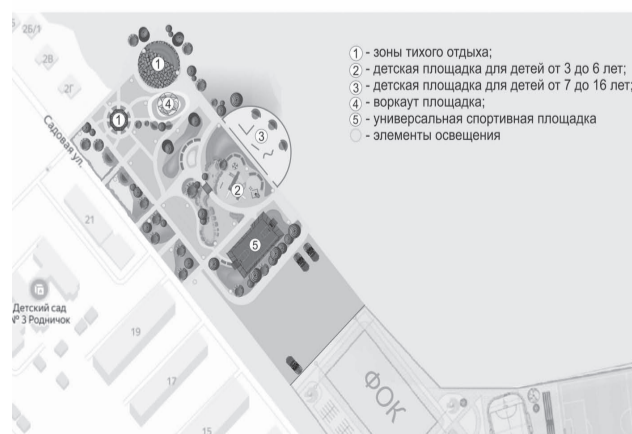 ① - зоны тихого отдыха;
② - детская площадка для детей от 3 до 6 лет;
③ - детская площадка для детей от 7 до 16 лет;
④ - воркаут площадка;
⑤ - универсальная спортивная площадка
- элементы освещения
2Б/1
2В
2Г
1
4
1
3
Садовая ул.
2
21
5
Детский сад
№ 3 Родничок
19
17
15
ФОК